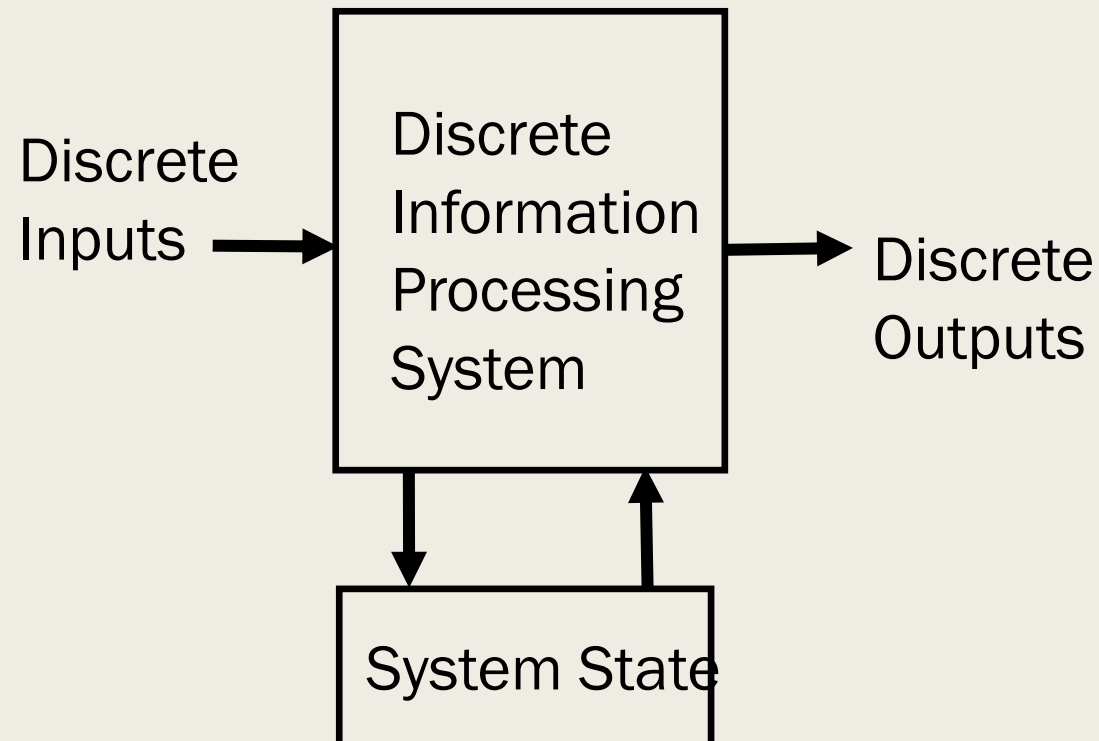 Discrete
Inputs
Discrete
Information
Processing
System
Discrete
Outputs
System State